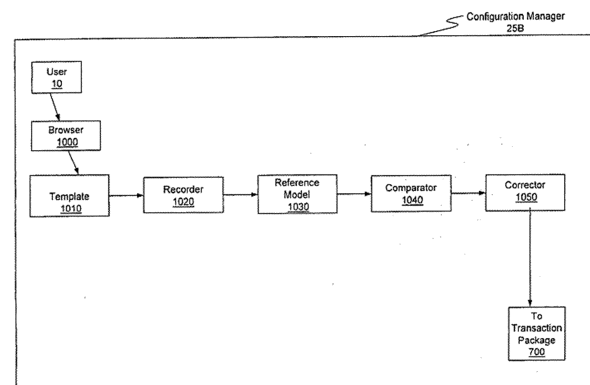 Configuration Manager
25B
User
10
Browser
1000
Template
1010
Recorder
1020
Reference
Model
1030
Comparator
1040
Corrector
1050
To
Transaction
Package
700